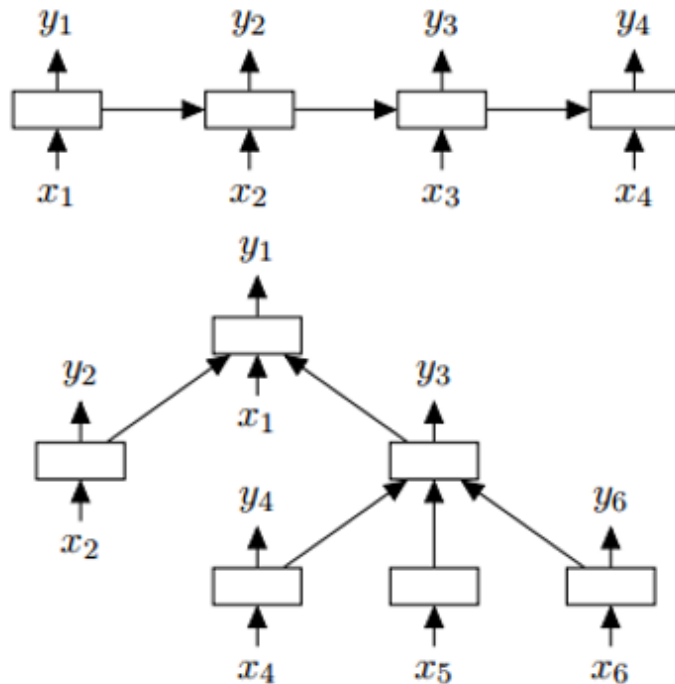 y₁ y₂ y₃ y₄
x₁ x₂ x₃ x₄
y₁
y₂ y₃
x₁
y₄ y₆
x₂
x₄ x₅ x₆